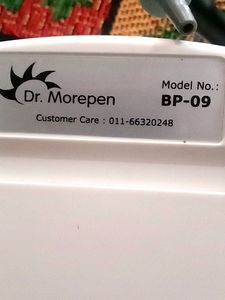 Dr. Morepen
Model No.:
BP-09
Customer Care : 011-66320248